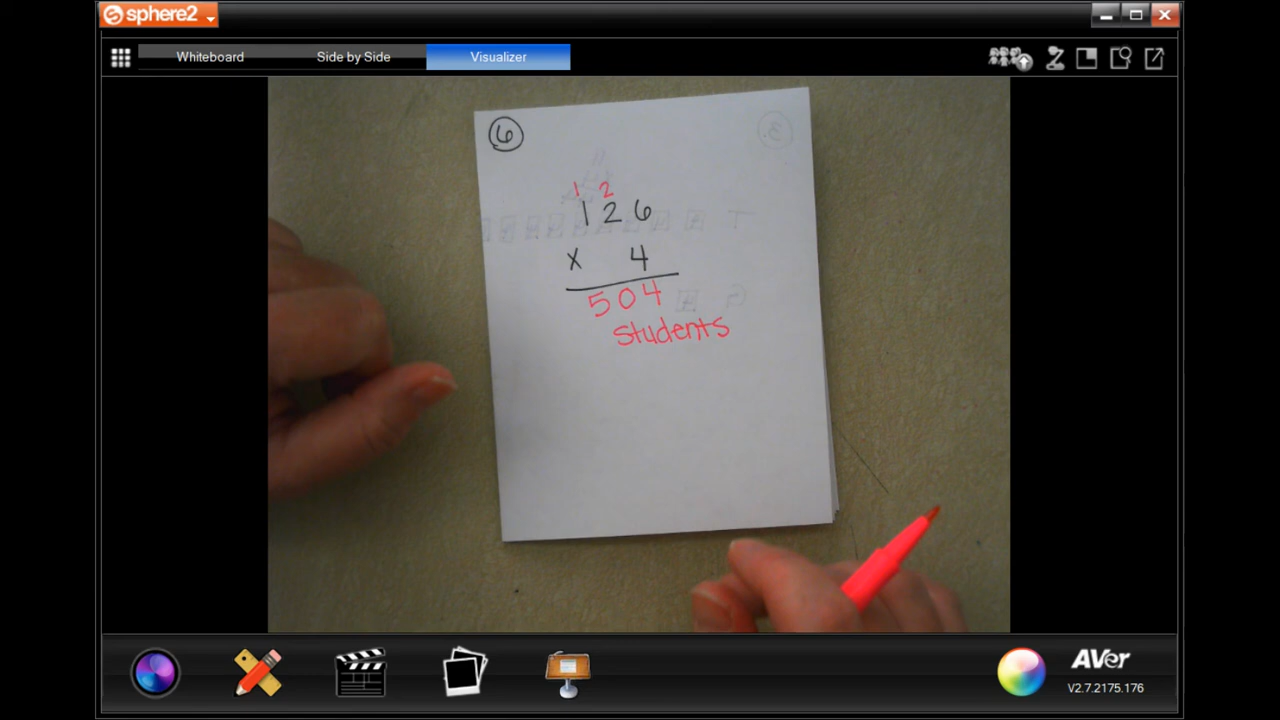 sphere2
Whiteboard Side by Side Visualizer
6
1 2
126
x 4
504
students
AVer
V2.7.2175.176